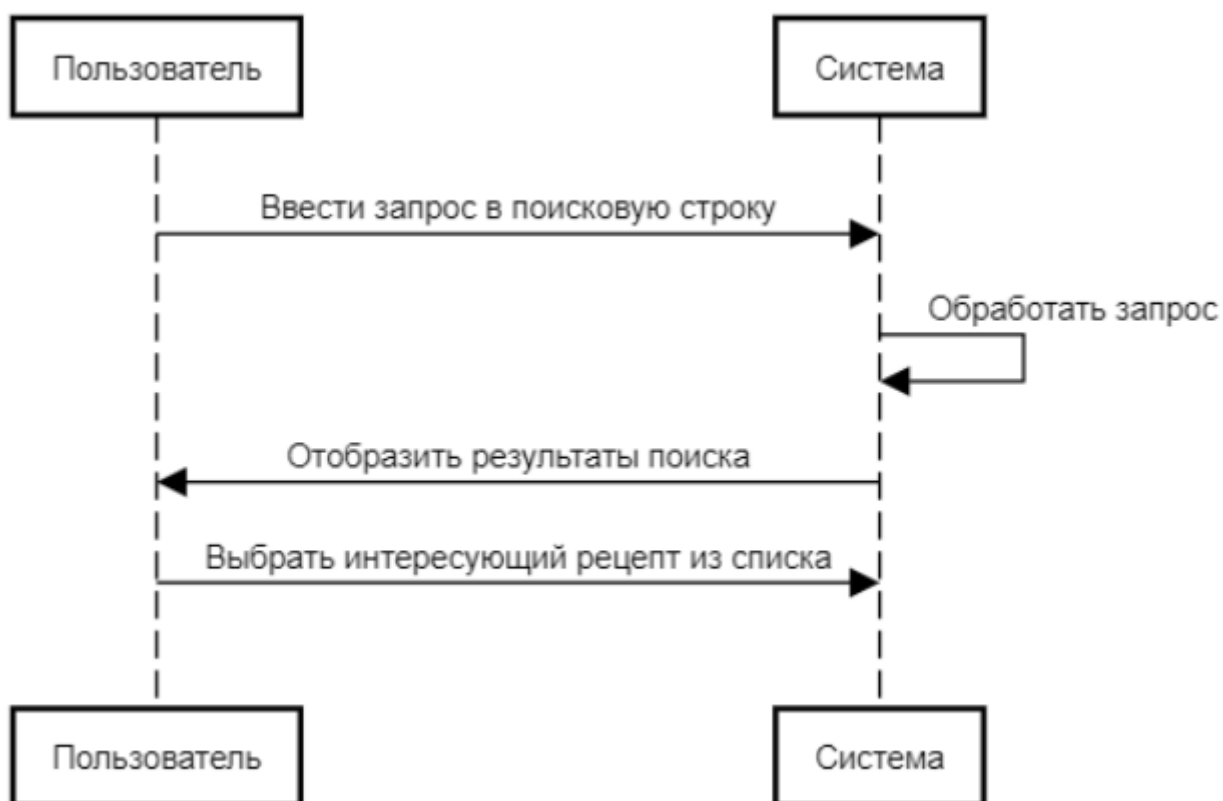 Пользователь
Система
Ввести запрос в поисковую строку
Обработать запрос
Отобразить результаты поиска
Выбрать интересующий рецепт из списка
Пользователь
Система